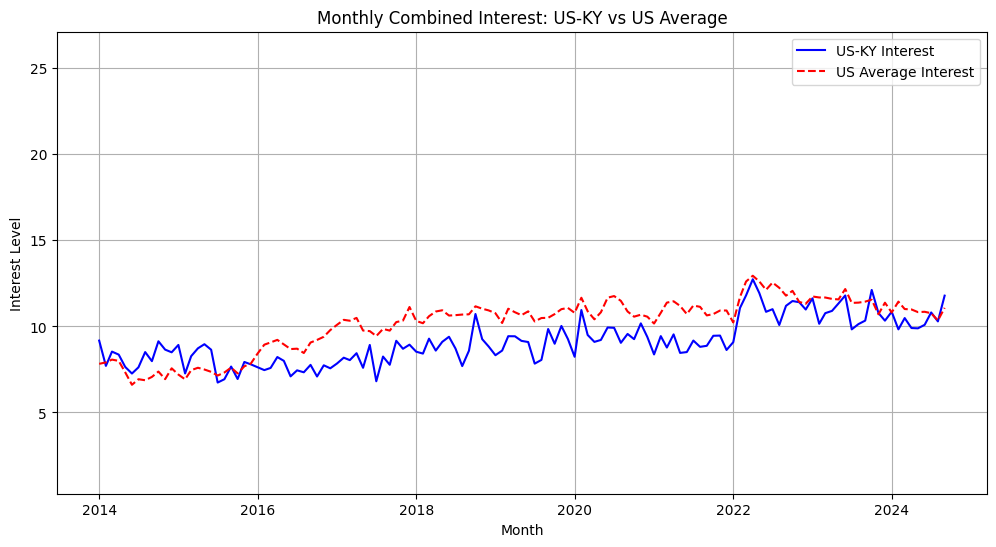 Monthly Combined Interest: US-KY vs US Average
US-KY Interest
US Average Interest
Interest Level
25
20
15
10
5
2014 2016 2018 2020 2022 2024
Month